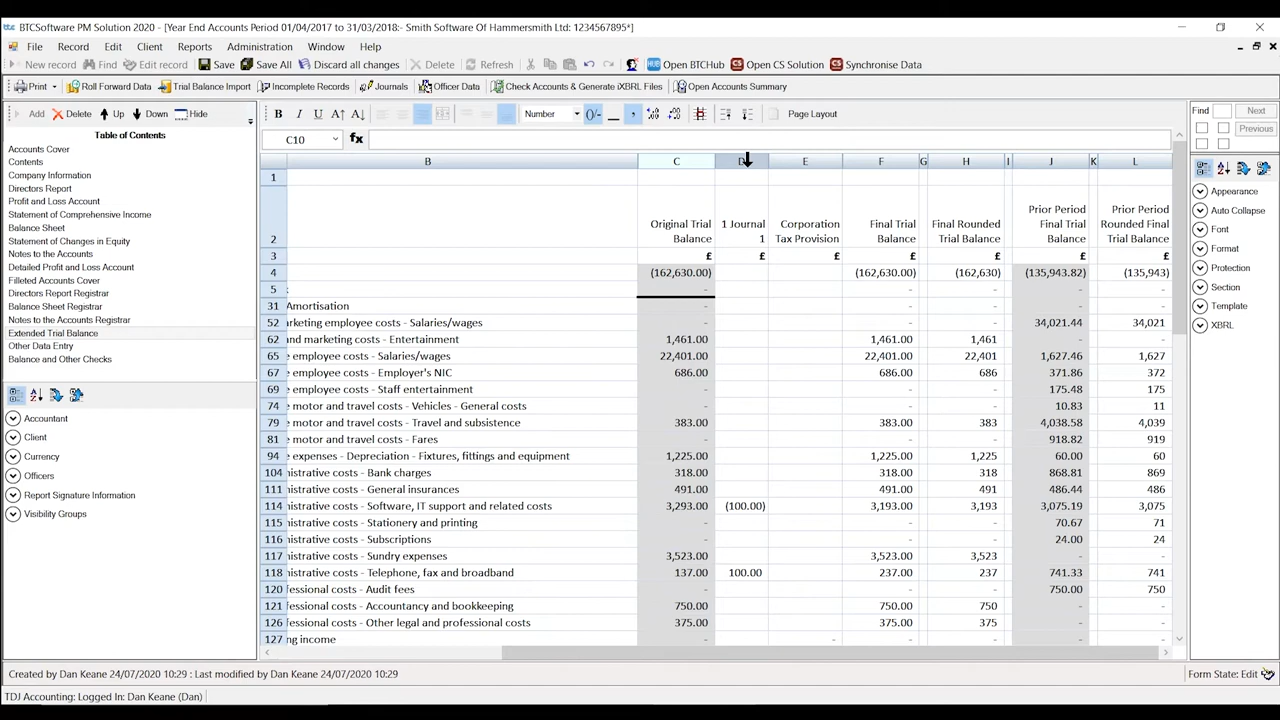 btc BTCSoftware PM Solution 2020 - [Year End Accounts Period 01/04/2017 to 31/03/2018:- Smith Software Of Hammersmith Ltd: 1234567895*]
File Record Edit Client Reports Administration Window Help
New record Find Edit record Save Save All Discard all changes Delete Refresh HUB Open BTCHub CS Open CS Solution CS Synchronise Data
Print Roll Forward Data Trial Balance Import Incomplete Records Journals Officer Data Check Accounts & Generate iXBRL Files Open Accounts Summary
Add Delete Up Down Hide B I U A A Number ()/- , Page Layout Find Next
Previous
Table of Contents
Accounts Cover
Contents
Company Information
Directors Report
Profit and Loss Account
Statement of Comprehensive Income
Balance Sheet
Statement of Changes in Equity
Notes to the Accounts
Detailed Profit and Loss Account
Filleted Accounts Cover
Directors Report Registrar
Balance Sheet Registrar
Notes to the Accounts Registrar
Extended Trial Balance
Other Data Entry
Balance and Other Checks
Accountant
Client
Currency
Officers
Report Signature Information
Visibility Groups
C10 fx
B C D E F G H I J K L
1
2 Original Trial Balance 1 Journal 1 Corporation Tax Provision Final Trial Balance Final Rounded Trial Balance Prior Period Final Trial Balance Prior Period Rounded Final Trial Balance
3 £ £ £ £ £ £ £
4 (162,630.00) (162,630.00) (162,630) (135,943.82) (135,943)
5 - - - - -
31 Amortisation - - - - -
52 rketing employee costs - Salaries/wages - - - 34,021.44 34,021
62 and marketing costs - Entertainment 1,461.00 1,461.00 1,461 - -
65 e employee costs - Salaries/wages 22,401.00 22,401.00 22,401 1,627.46 1,627
67 e employee costs - Employer's NIC 686.00 686.00 686 371.86 372
69 e employee costs - Staff entertainment - - - 175.48 175
74 e motor and travel costs - Vehicles - General costs - - - 10.83 11
79 e motor and travel costs - Travel and subsistence 383.00 383.00 383 4,038.58 4,039
81 e motor and travel costs - Fares - - - 918.82 919
94 e expenses - Depreciation - Fixtures, fittings and equipment 1,225.00 1,225.00 1,225 60.00 60
104 nistrative costs - Bank charges 318.00 318.00 318 868.81 869
111 nistrative costs - General insurances 491.00 491.00 491 486.44 486
114 nistrative costs - Software, IT support and related costs 3,293.00 (100.00) 3,193.00 3,193 3,075.19 3,075
115 nistrative costs - Stationery and printing - - - 70.67 71
116 nistrative costs - Subscriptions - - - 24.00 24
117 nistrative costs - Sundry expenses 3,523.00 3,523.00 3,523 - -
118 nistrative costs - Telephone, fax and broadband 137.00 100.00 237.00 237 741.33 741
120 fessional costs - Audit fees - - - 750.00 750
121 fessional costs - Accountancy and bookkeeping 750.00 750.00 750 - -
126 fessional costs - Other legal and professional costs 375.00 375.00 375 - -
127 ng income - - - - - -
Appearance
Auto Collapse
Font
Format
Protection
Section
Template
XBRL
Created by Dan Keane 24/07/2020 10:29 : Last modified by Dan Keane 24/07/2020 10:29 Form State: Edit
TDJ Accounting: Logged In: Dan Keane (Dan)